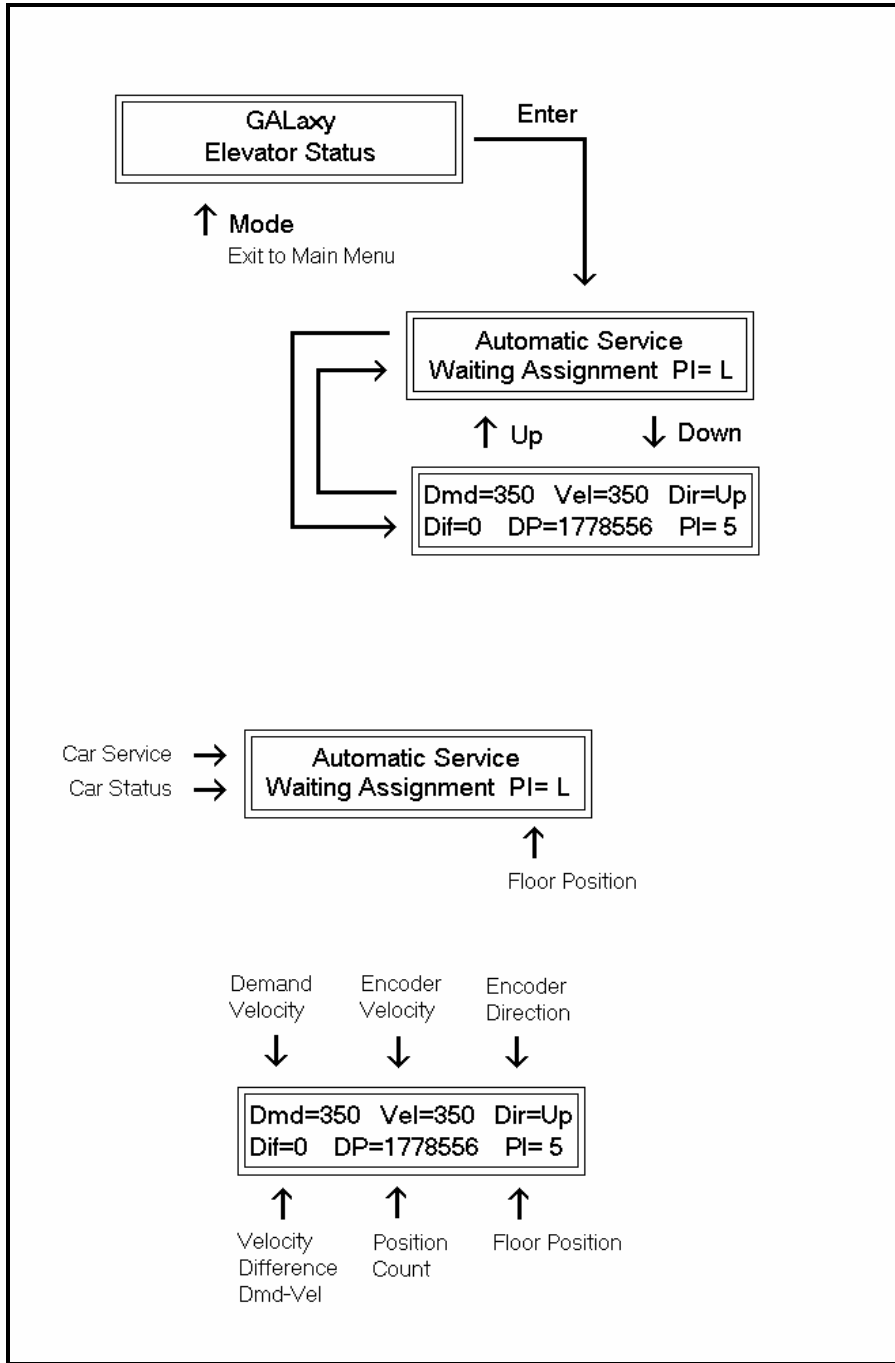 GALaxy
Elevator Status
Enter
↑ Mode
Exit to Main Menu
Automatic Service
Waiting Assignment PI= L
↑ Up ↓ Down
Dmd=350 Vel=350 Dir=Up
Dif=0 DP=1778556 PI= 5
Car Service →
Car Status →
Automatic Service
Waiting Assignment PI= L
↑
Floor Position
Demand
Velocity
Encoder
Velocity
Encoder
Direction
↓ ↓ ↓
Dmd=350 Vel=350 Dir=Up
Dif=0 DP=1778556 PI= 5
↑ ↑ ↑
Velocity
Difference
Dmd-Vel
Position
Count
Floor Position